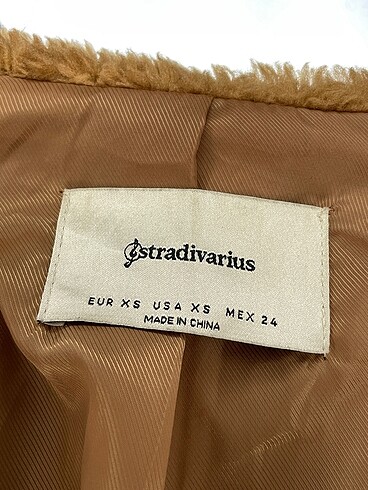 stradivarius
EUR XS USA XS MEX 24
MADE IN CHINA